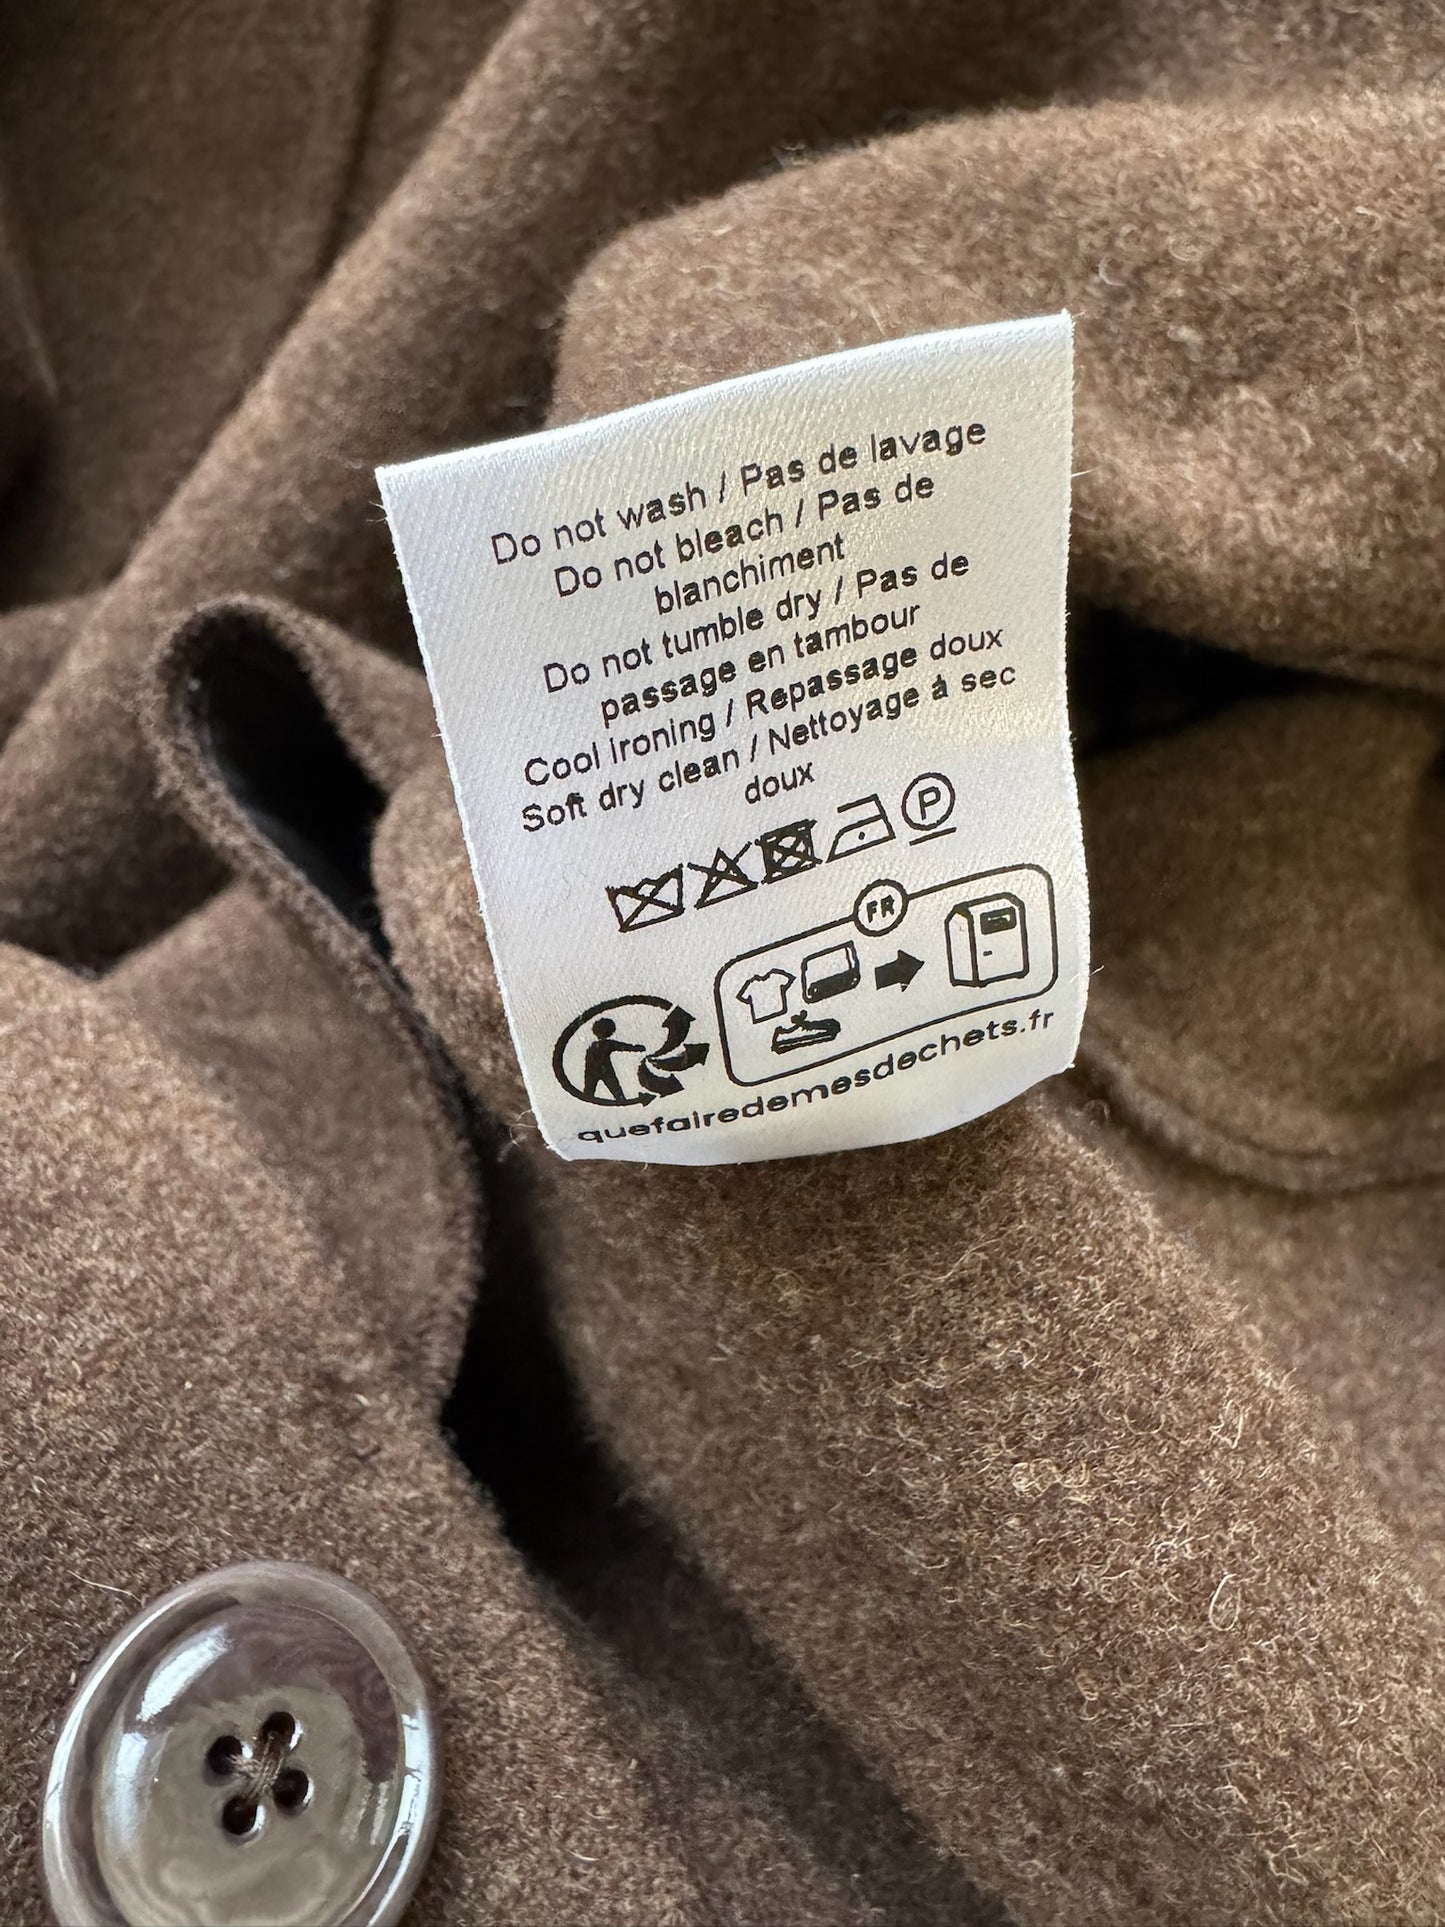 Do not wash / Pas de lavage
Do not bleach / Pas de
blanchiment
Do not tumble dry / Pas de
passage en tambour
Cool ironing / Repassage doux
Soft dry clean / Nettoyage à sec
doux
P
FR
quefairedemesdechets.fr